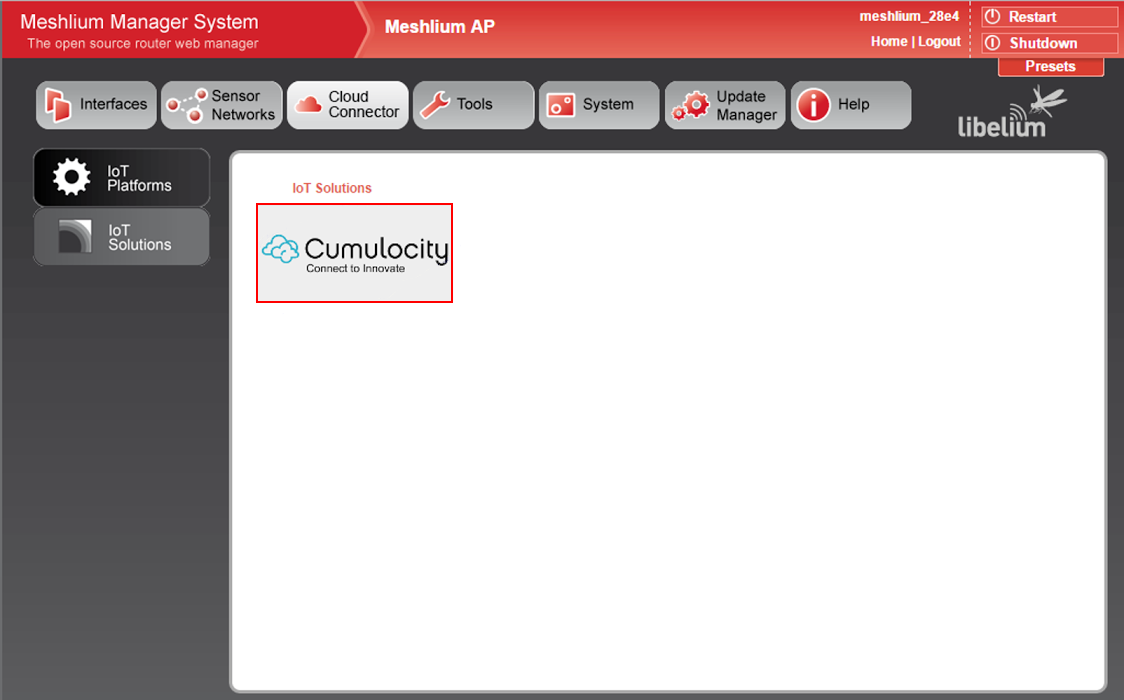 Meshlium Manager System
The open source router web manager
Meshlium AP
meshlium_28e4
Home | Logout
Restart
Shutdown
Presets
Interfaces
Sensor
Networks
Cloud
Connector
Tools
System
Update
Manager
Help
libelium
IoT
Platforms
IoT
Solutions
IoT Solutions
Cumulocity
Connect to Innovate